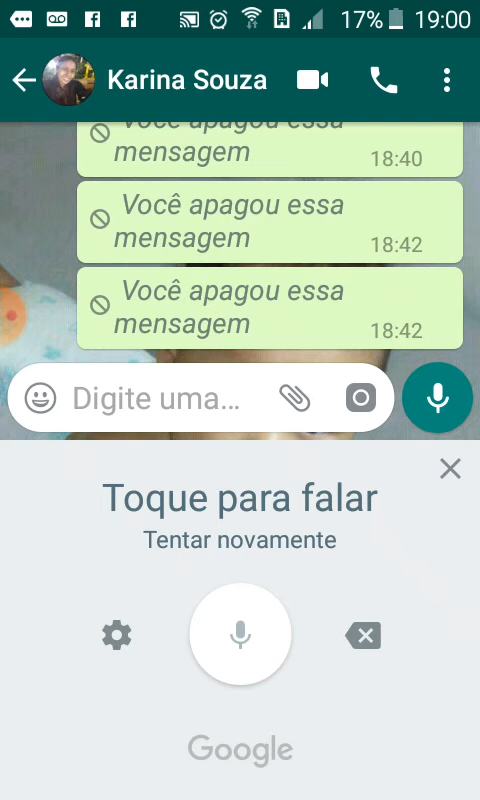 17% 19:00
Karina Souza
Você apagou essa
mensagem 18:40
Você apagou essa
mensagem 18:42
Você apagou essa
mensagem 18:42
Digite uma...
Toque para falar
Tentar novamente
Google